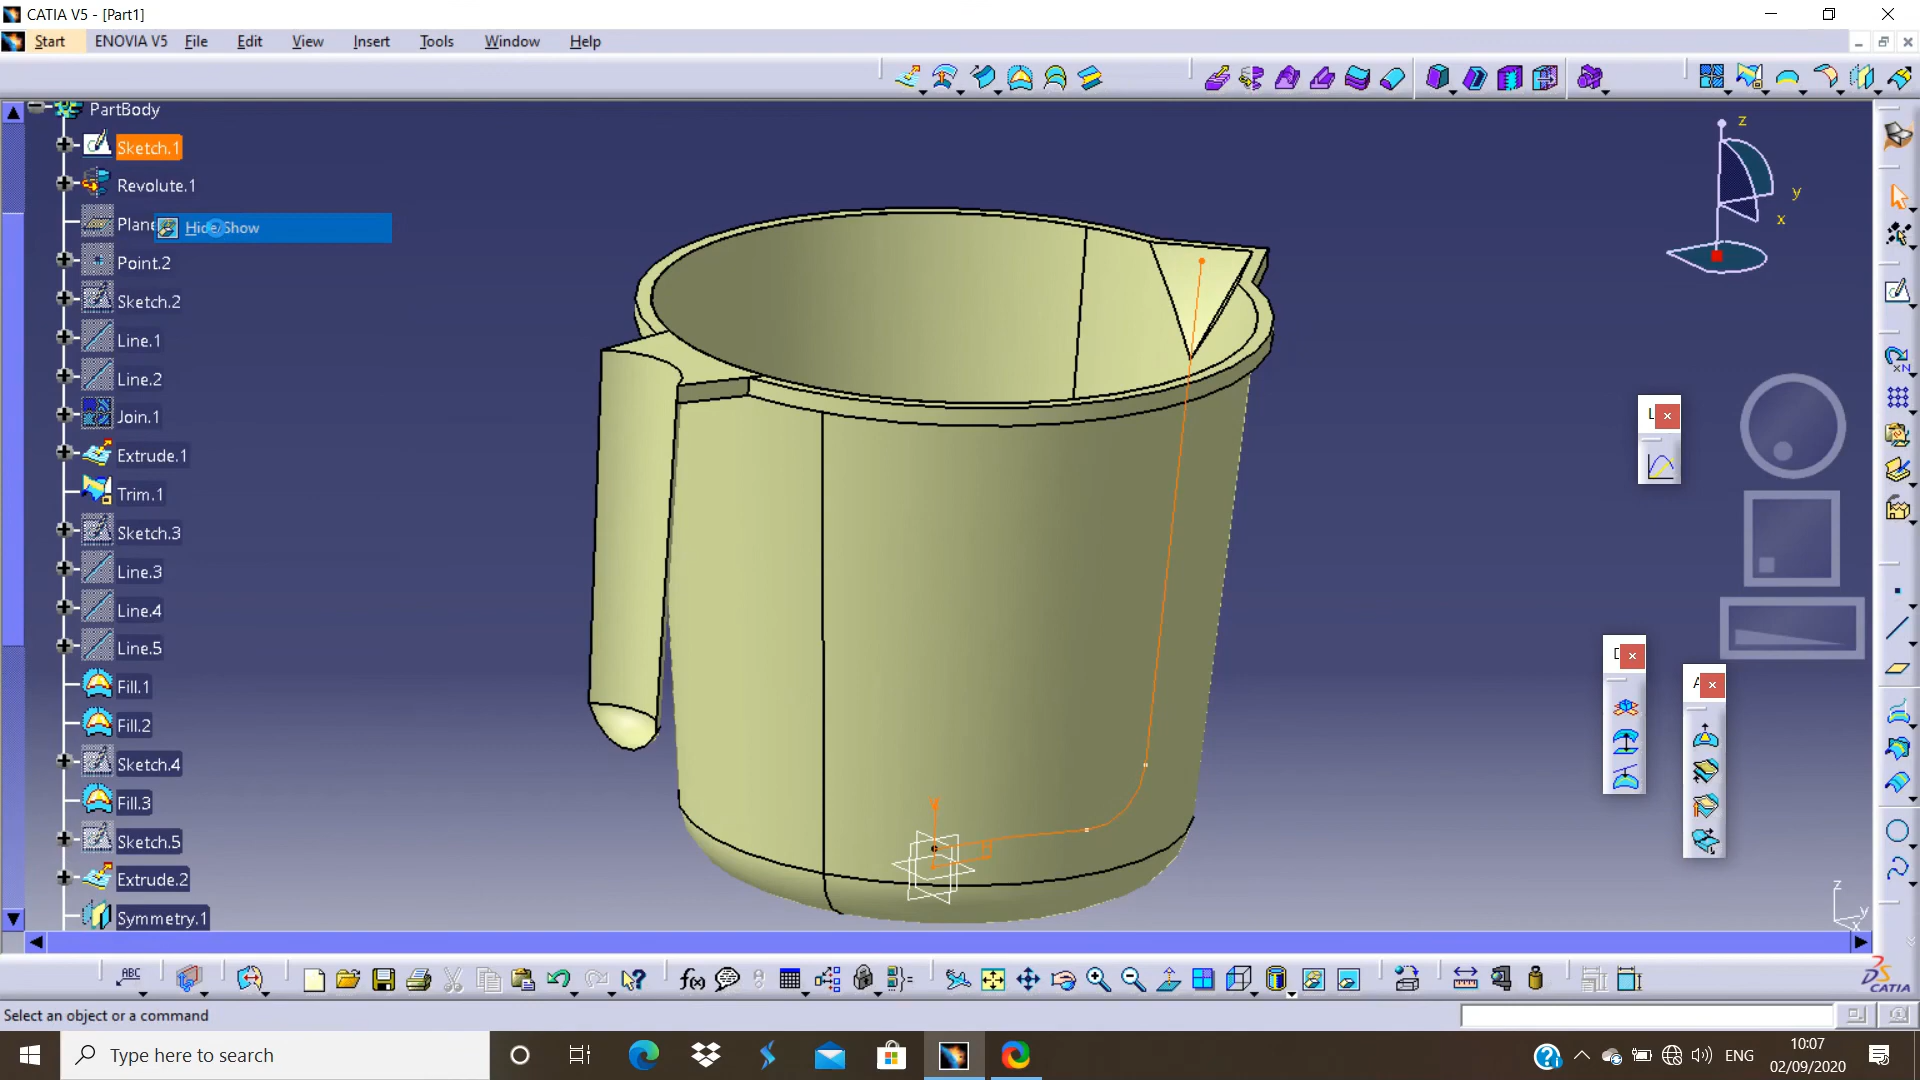 CATIA V5 - [Part1]
Start ENOVIA V5 File Edit View Insert Tools Window Help
PartBody
Sketch.1
Revolute.1
Plane
Hide/Show
Point.2
Sketch.2
Line.1
Line.2
Join.1
Extrude.1
Trim.1
Sketch.3
Line.3
Line.4
Line.5
Fill.1
Fill.2
Sketch.4
Fill.3
Sketch.5
Extrude.2
Symmetry.1
z
y
x
H
xN
z
y
x
ABC
f(x)
CATIA
Select an object or a command
Type here to search
ENG
10:07
02/09/2020